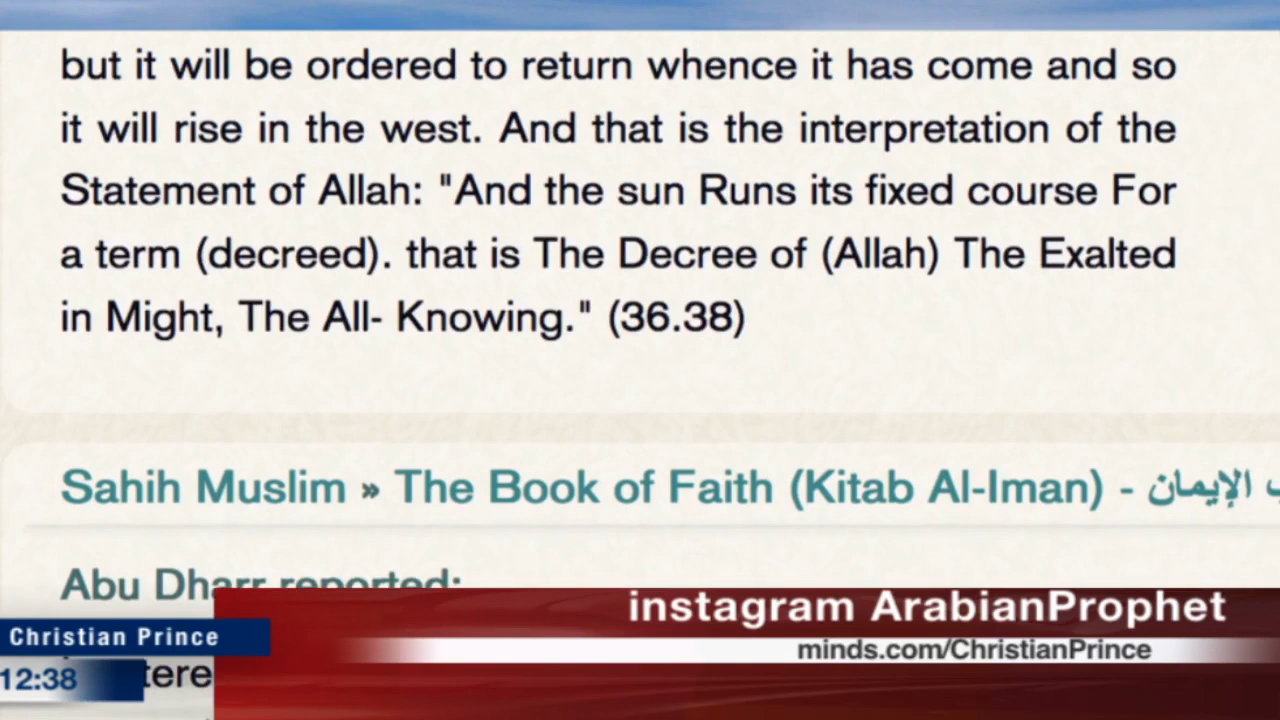 but it will be ordered to return whence it has come and so
it will rise in the west. And that is the interpretation of the
Statement of Allah: "And the sun Runs its fixed course For
a term (decreed). that is The Decree of (Allah) The Exalted
in Might, The All- Knowing." (36.38)
Sahih Muslim » The Book of Faith (Kitab Al-Iman) - الإيمان
Abu Dharr reported:
instagram ArabianProphet
Christian Prince
minds.com/ChristianPrince
12:38